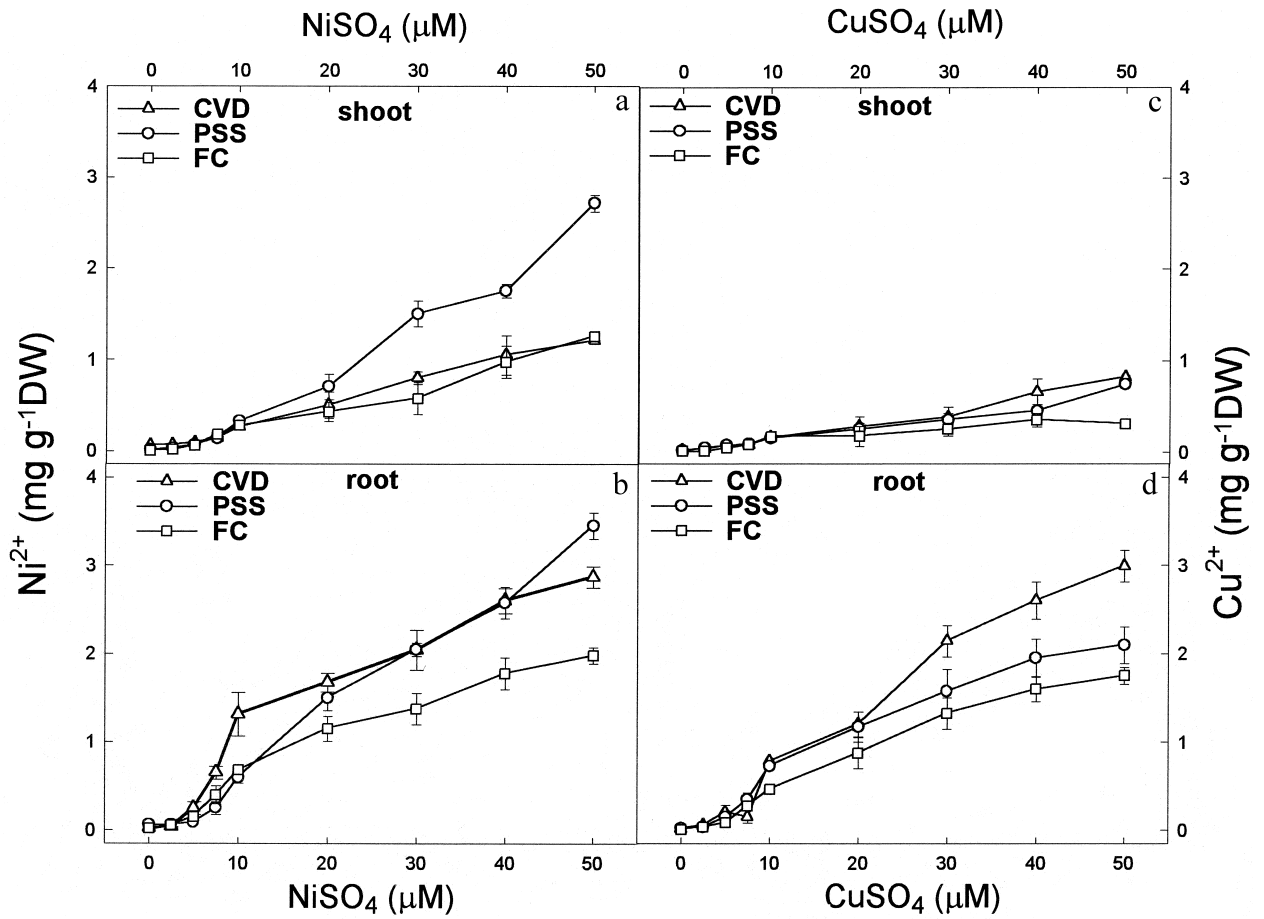 NiSO4 (μM)
CuSO4 (μM)
0 10 20 30 40 50
0 10 20 30 40 50
4
3
2
1
0
CVD
PSS
FC
shoot
a
CVD
PSS
FC
shoot
c
4
3
2
1
0
Ni2+ (mg g-1DW)
Cu2+ (mg g-1DW)
4
3
2
1
0
CVD
PSS
FC
root
b
CVD
PSS
FC
root
d
4
3
2
1
0
0 10 20 30 40 50
0 10 20 30 40 50
NiSO4 (μM)
CuSO4 (μM)